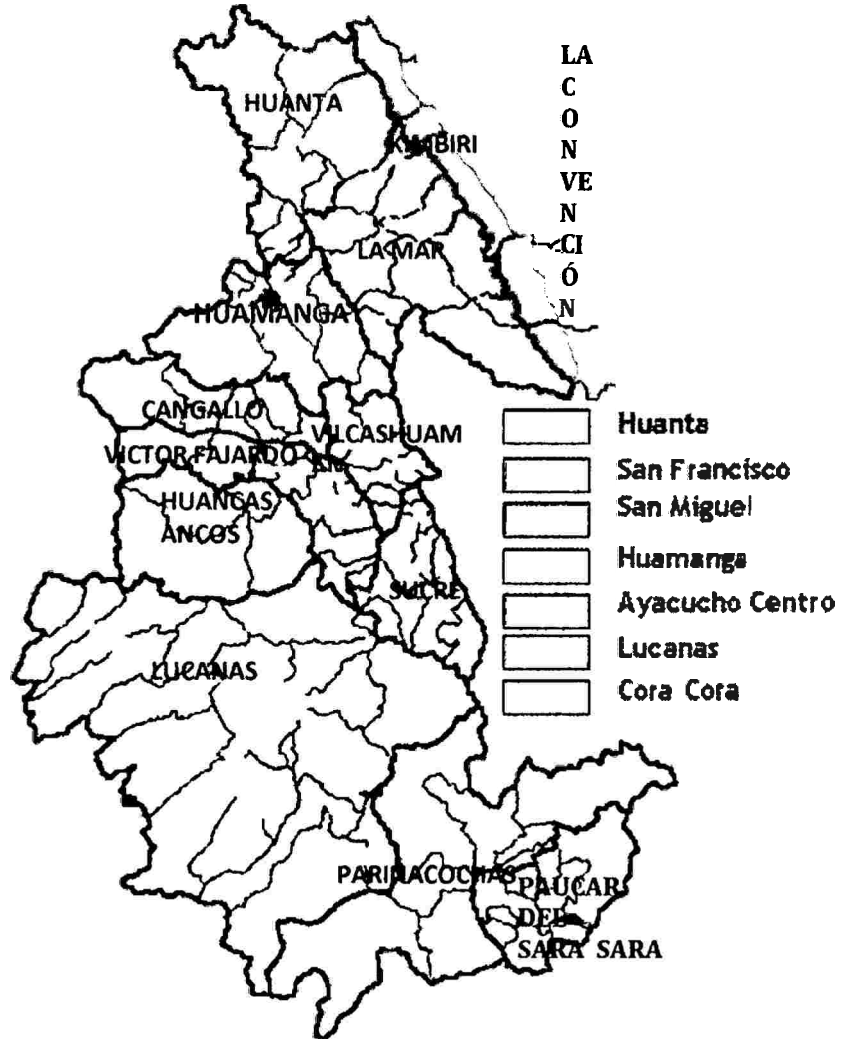 LA
C
O
N
VE
N
CI
Ó
N
HUANTA
KIMBIRI
LA MAR
HUAMANGA
CANGALLO
VILCASHUAM
AN
VICTOR FAJARDO
HUANCAS
ANCOS
SUCRE
LUCANAS
PARINACOCHAS
PAUCAR
DEL
SARA SARA
Huanta
San Francisco
San Miguel
Huamanga
Ayacucho Centro
Lucanas
Cora Cora